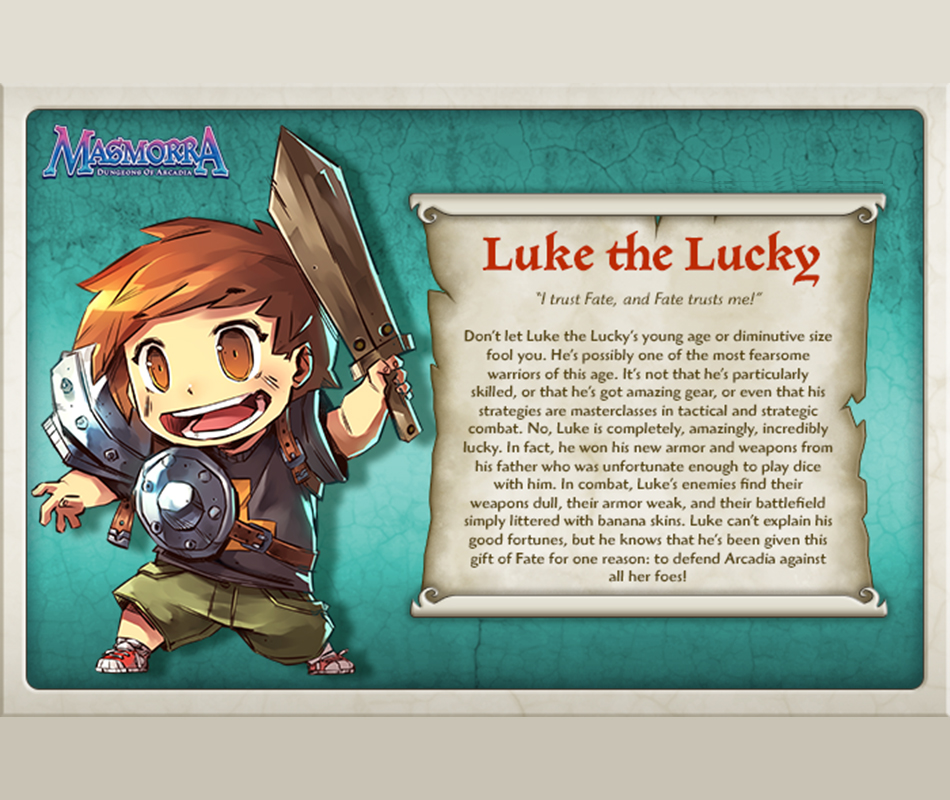 MASMORRA
DUNGEONS OF ARCADIA
Luke the Lucky
"I trust Fate, and Fate trusts me!"
Don't let Luke the Lucky's young age or diminutive size
fool you. He's possibly one of the most fearsome
warriors of this age. It's not that he's particularly
skilled, or that he's got amazing gear, or even that his
strategies are masterclasses in tactical and strategic
combat. No, Luke is completely, amazingly, incredibly
lucky. In fact, he won his new armor and weapons from
his father who was unfortunate enough to play dice
with him. In combat, Luke's enemies find their
weapons dull, their armor weak, and their battlefield
simply littered with banana skins. Luke can't explain his
good fortunes, but he knows that he's been given this
gift of Fate for one reason: to defend Arcadia against
all her foes!